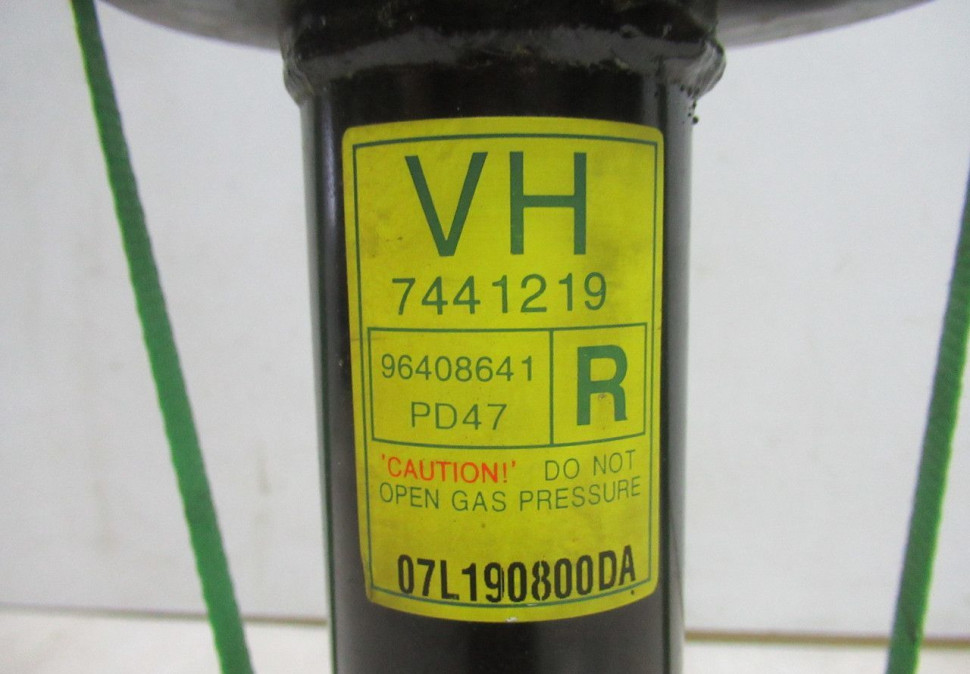 VH
7441219
96408641
PD47
R
'CAUTION!' DO NOT
OPEN GAS PRESSURE
07L190800DA